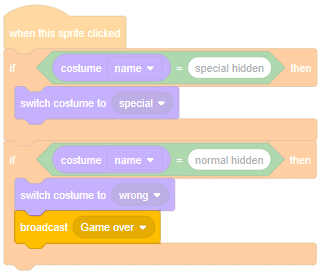 when this sprite clicked
if costume name = special hidden then
switch costume to special
if costume name = normal hidden then
switch costume to wrong
broadcast Game over